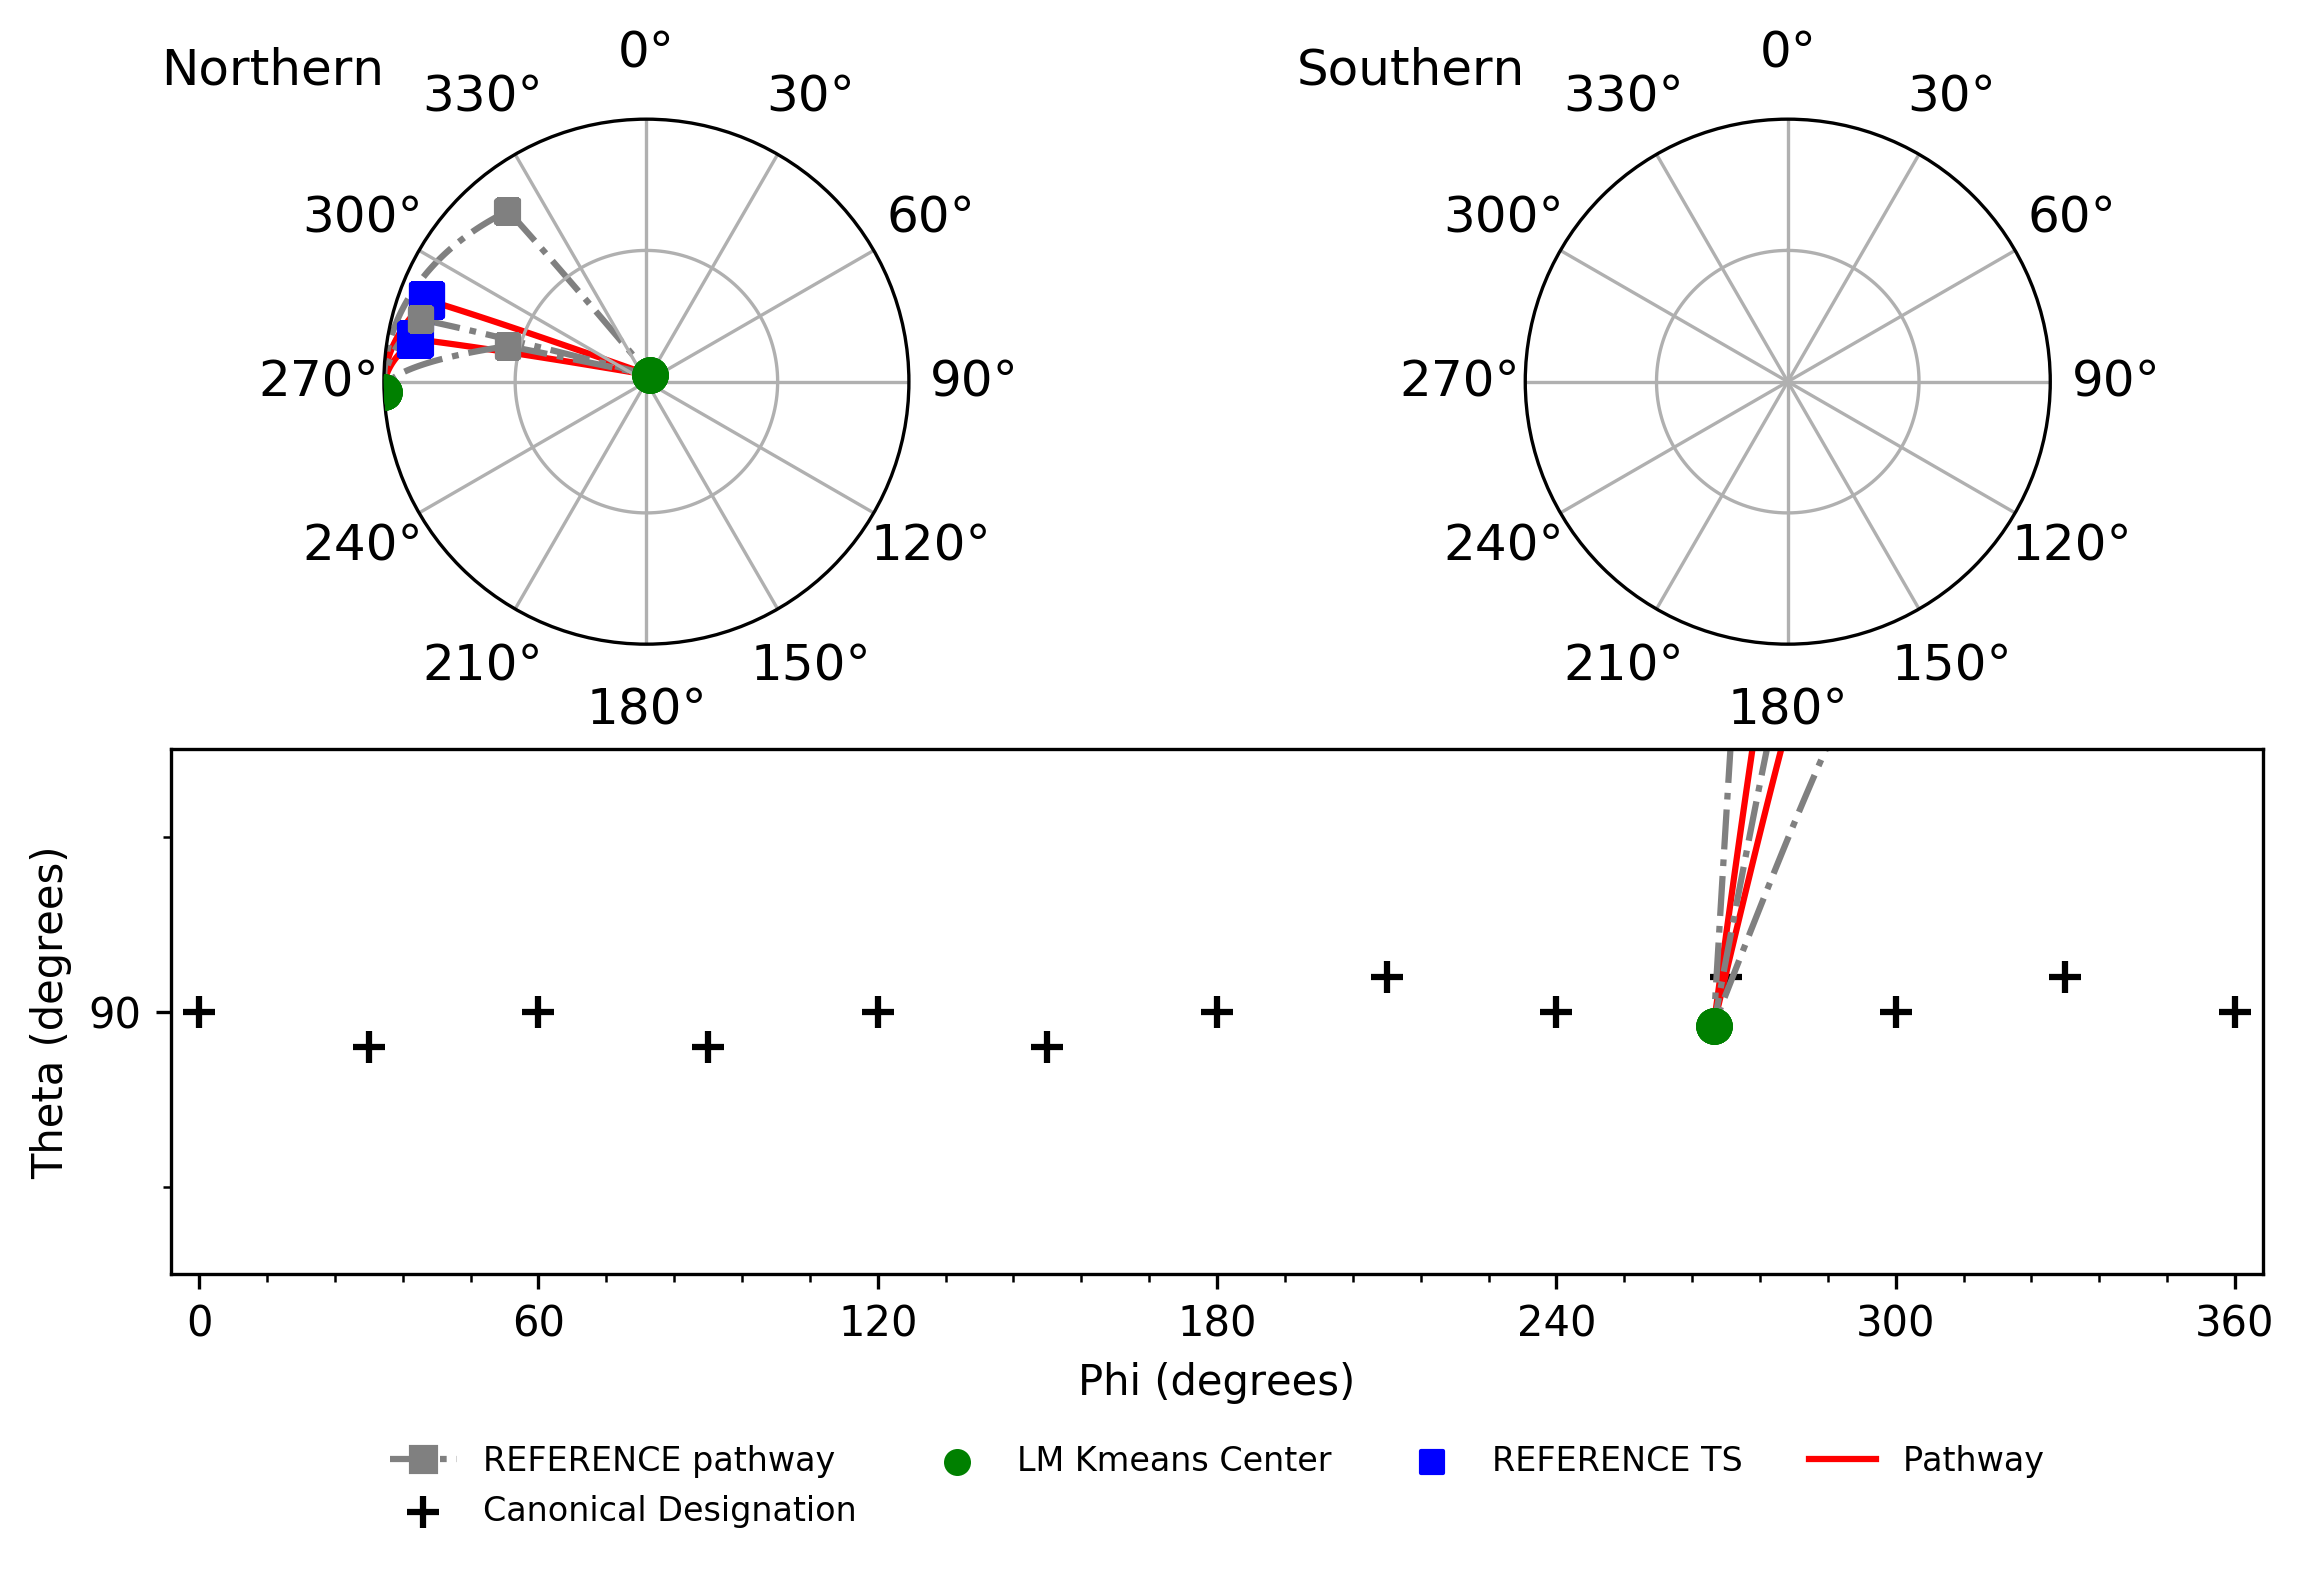 Northern
0°
330°
30°
300°
60°
270°
90°
240°
120°
210°
150°
180°
Southern
0°
330°
30°
300°
60°
270°
90°
240°
120°
210°
150°
180°
Theta (degrees)
90
0 60 120 180 240 300 360
Phi (degrees)
REFERENCE pathway
LM Kmeans Center
REFERENCE TS
Pathway
Canonical Designation